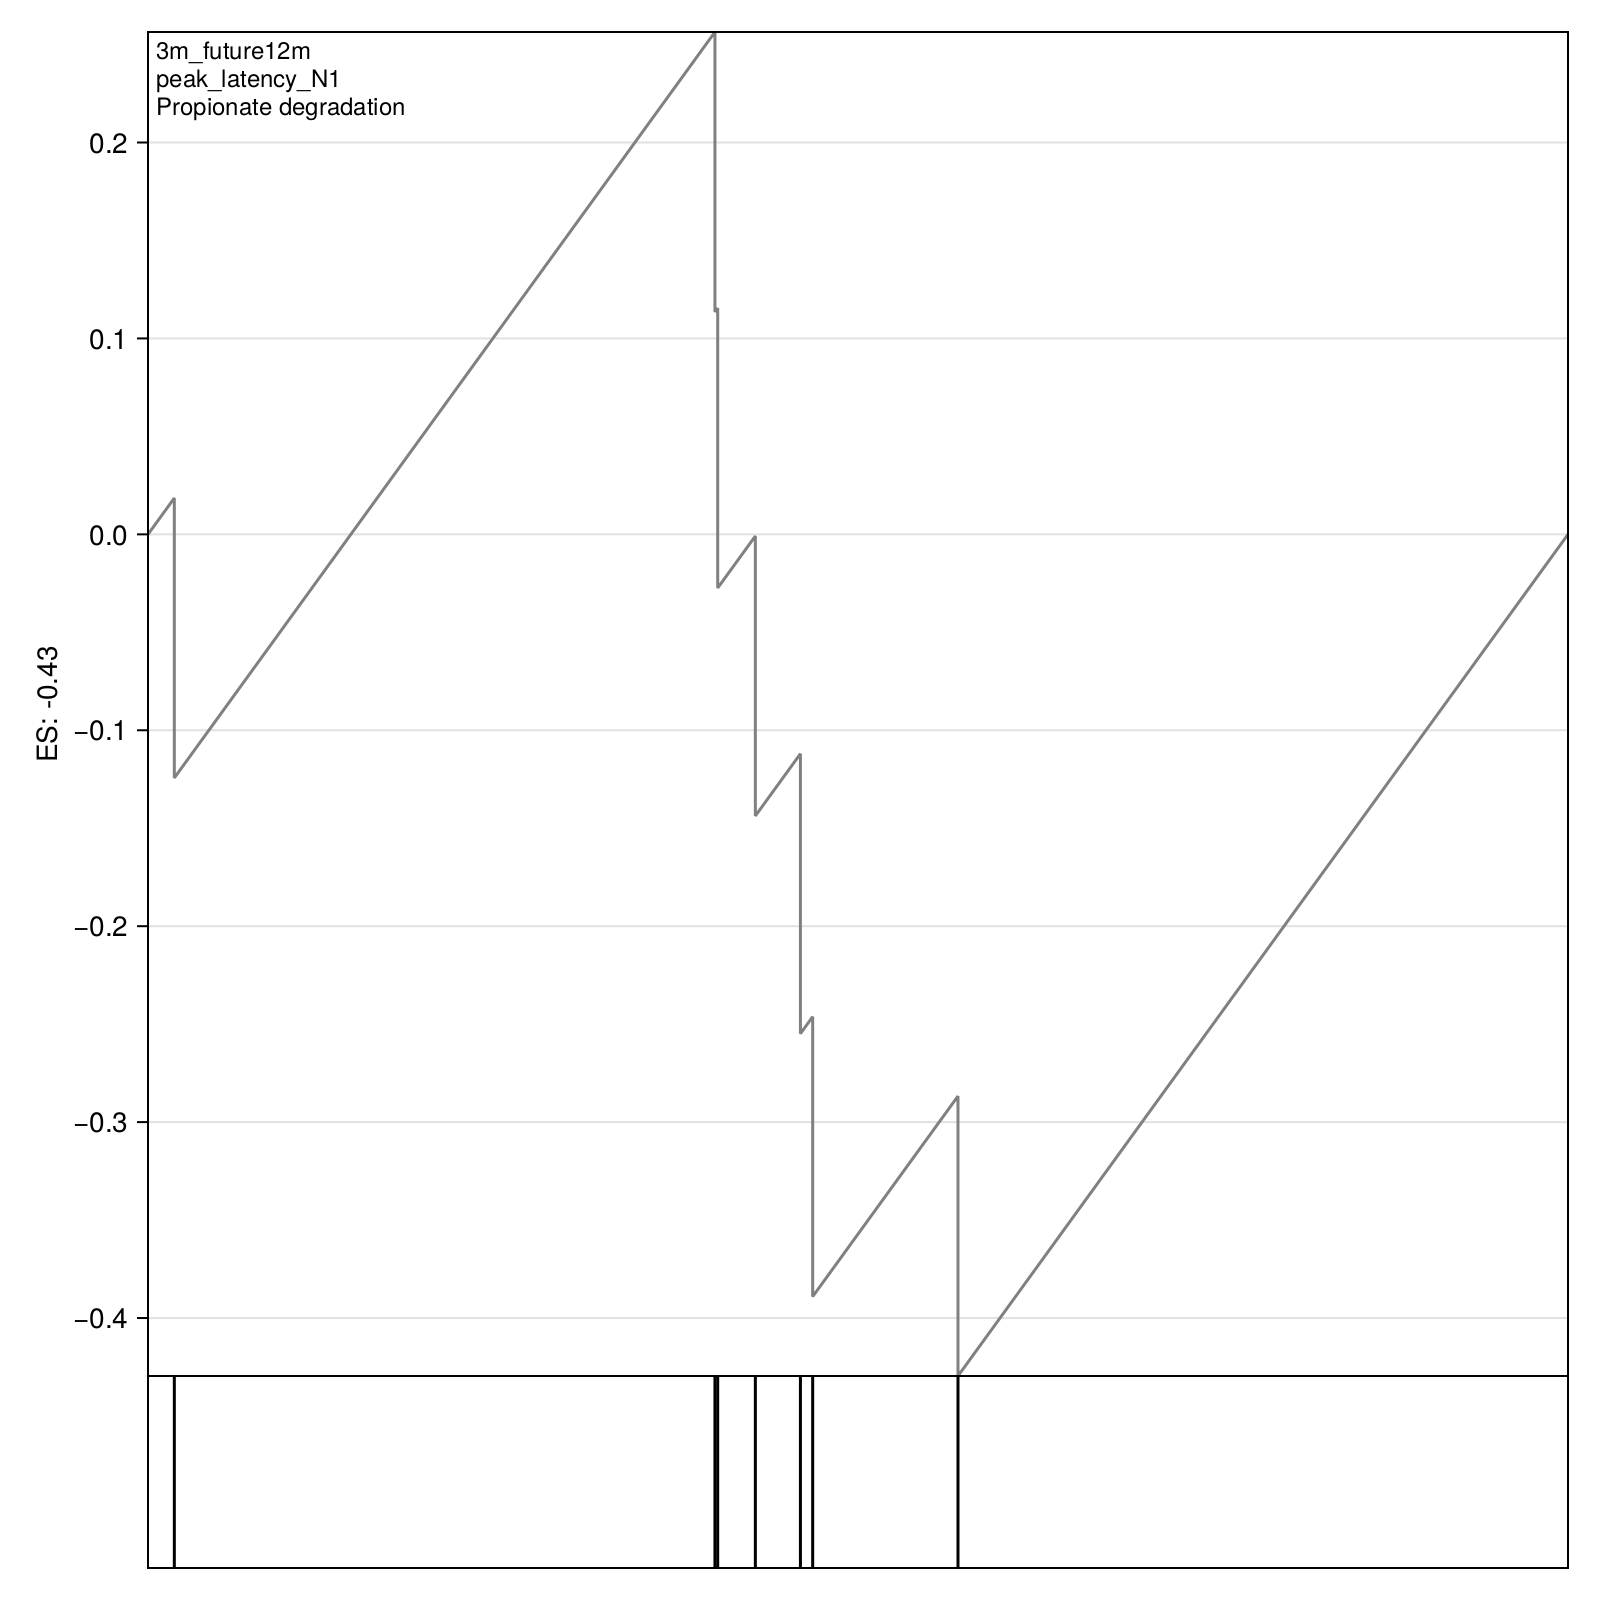 3m_future12m
peak_latency_N1
Propionate degradation
0.2
0.1
0.0
−0.1
−0.2
−0.3
−0.4
ES: -0.43